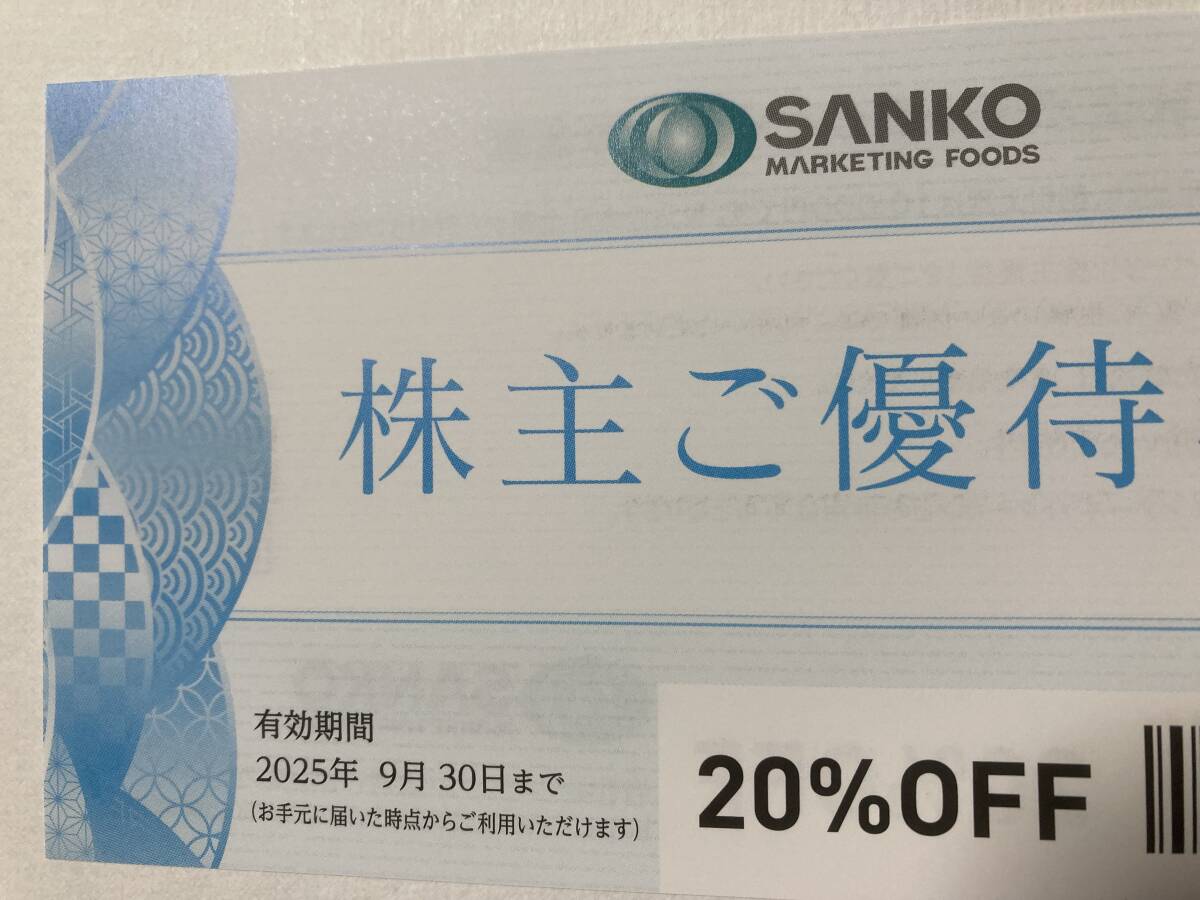 SANKO
MARKETING FOODS
株主ご優待
有効期間
2025年 9月30日まで
(お手元に届いた時点からご利用いただけます)
20%OFF